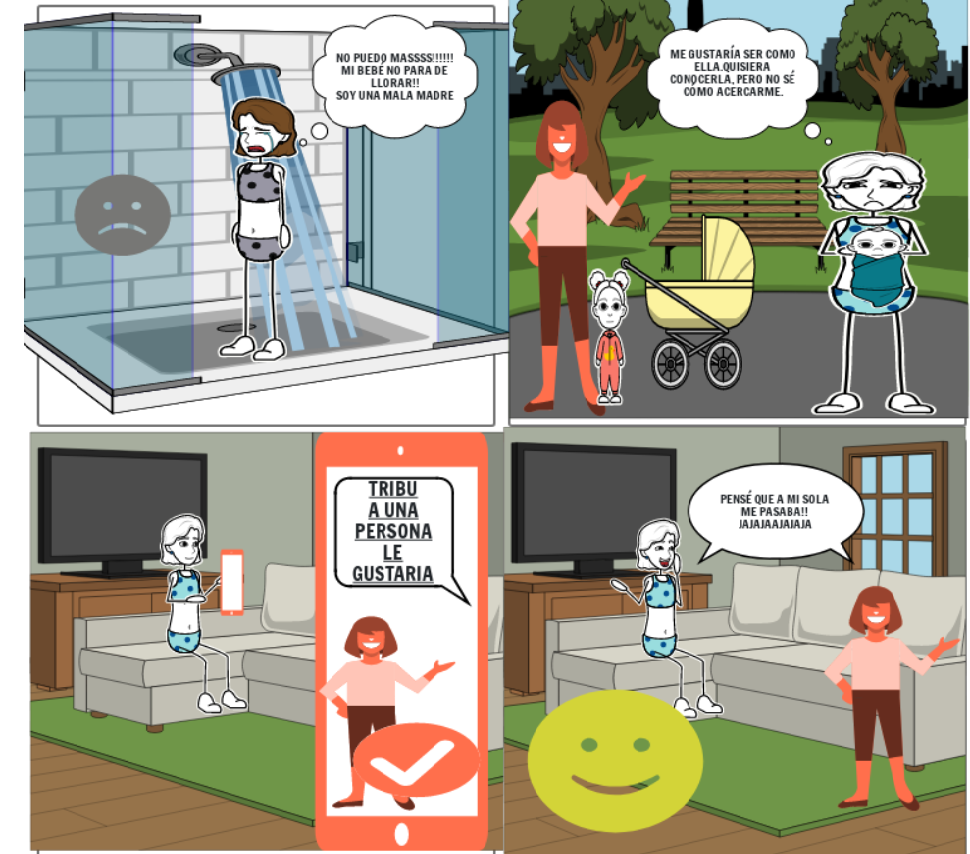 NO PUEDO MASSSS!!!!!!
MI BEBÉ NO PARA DE
LLORAR!!
SOY UNA MALA MADRE
ME GUSTARÍA SER COMO
ELLA.QUISIERA
CONOCERLA, PERO NO SÉ
CÓMO ACERCARME.
TRIBU
A UNA
PERSONA
LE
GUSTARIA
PENSÉ QUE A MI SOLA
ME PASABA!!
JAJAJAAJAJAJA